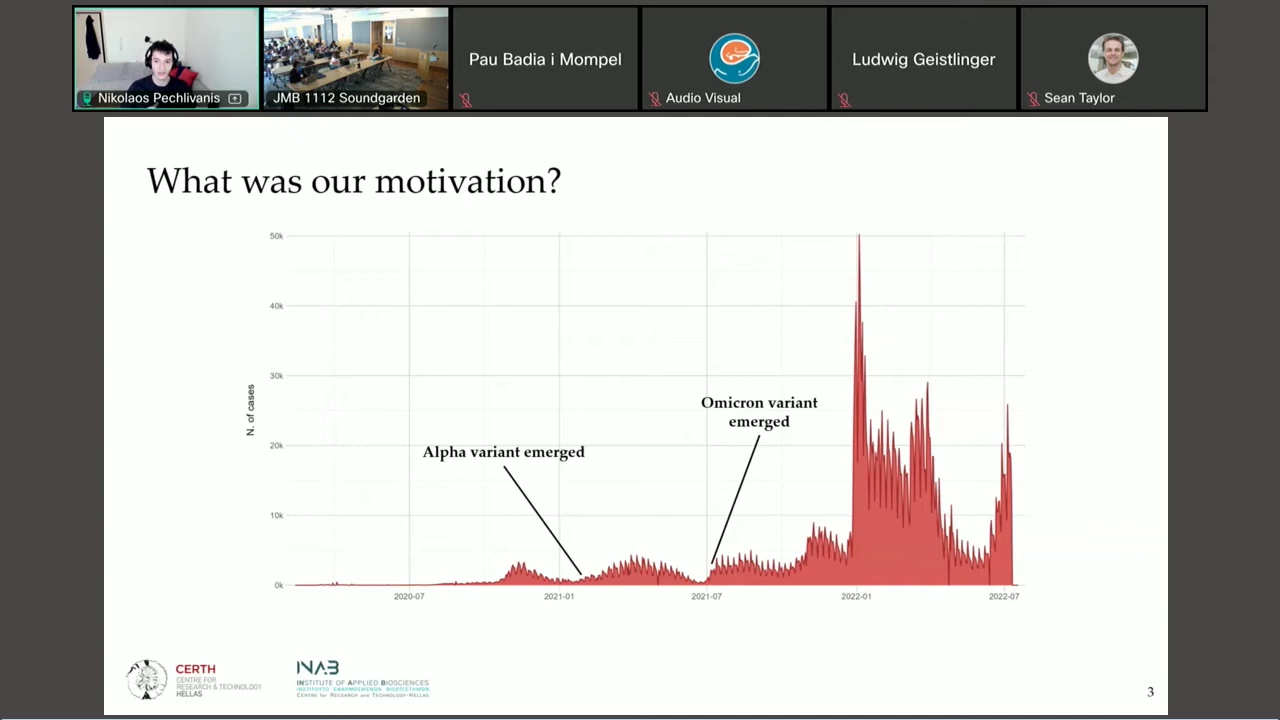 Nikolaos Pechlivanis
JMB 1112 Soundgarden
Pau Badia i Mompel
Audio Visual
Ludwig Geistlinger
Sean Taylor
What was our motivation?
50k
40k
30k
20k
10k
0k
N. of cases
Alpha variant emerged
Omicron variant
emerged
2020-07
2021-01
2021-07
2022-01
2022-07
CERTH
CENTRE FOR
RESEARCH & TECHNOLOGY
HELLAS
INAB
INSTITUTE OF APPLIED BIOSCIENCES
ΙΝΣΤΙΤΟΥΤΟ ΕΦΑΡΜΟΣΜΕΝΩΝ ΒΙΟΕΠΙΣΤΗΜΩΝ
CENTRE FOR RESEARCH AND TECHNOLOGY-HELLAS
3